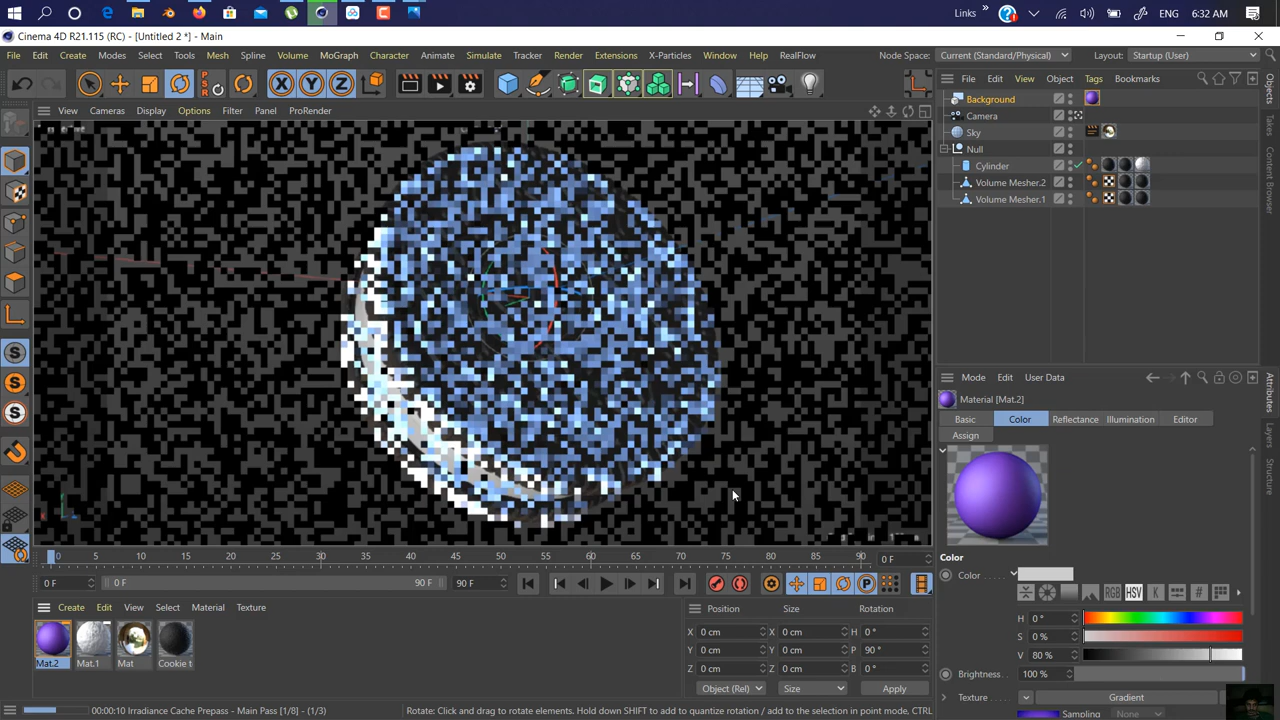 Links » ENG 6:32 AM
Cinema 4D R21.115 (RC) - [Untitled 2 *] - Main
File Edit Create Modes Select Tools Mesh Spline Volume MoGraph Character Animate Simulate Tracker Render Extensions X-Particles Window Help RealFlow Node Space: Current (Standard/Physical) Layout: Startup (User)
View Cameras Display Options Filter Panel ProRender
File Edit View Object Tags Bookmarks
Background
Camera
Sky
Null
Cylinder
Volume Mesher.2
Volume Mesher.1
Objects
Takes
Content Browser
Structure
Mode Edit User Data
Material [Mat.2]
Basic Color Reflectance Illumination Editor
Assign
Attributes
Layers
Color
Color
RGB HSV K #
H 0 °
S 0 %
V 80 %
Brightness 100 %
Texture Gradient
Sampling None
0 5 10 15 20 25 30 35 40 45 50 55 60 65 70 75 80 85 90 0 F
0 F 0 F 90 F 90 F
Create Edit View Select Material Texture
Mat.2 Mat.1 Mat Cookie t
Position Size Rotation
X 0 cm X 0 cm H 0 °
Y 0 cm Y 0 cm P 90 °
Z 0 cm Z 0 cm B 0 °
Object (Rel) Size Apply
00:00:10 Irradiance Cache Prepass - Main Pass [1/8] - (1/3) Rotate: Click and drag to rotate elements. Hold down SHIFT to add to quantize rotation / add to the selection in point mode, CTRL